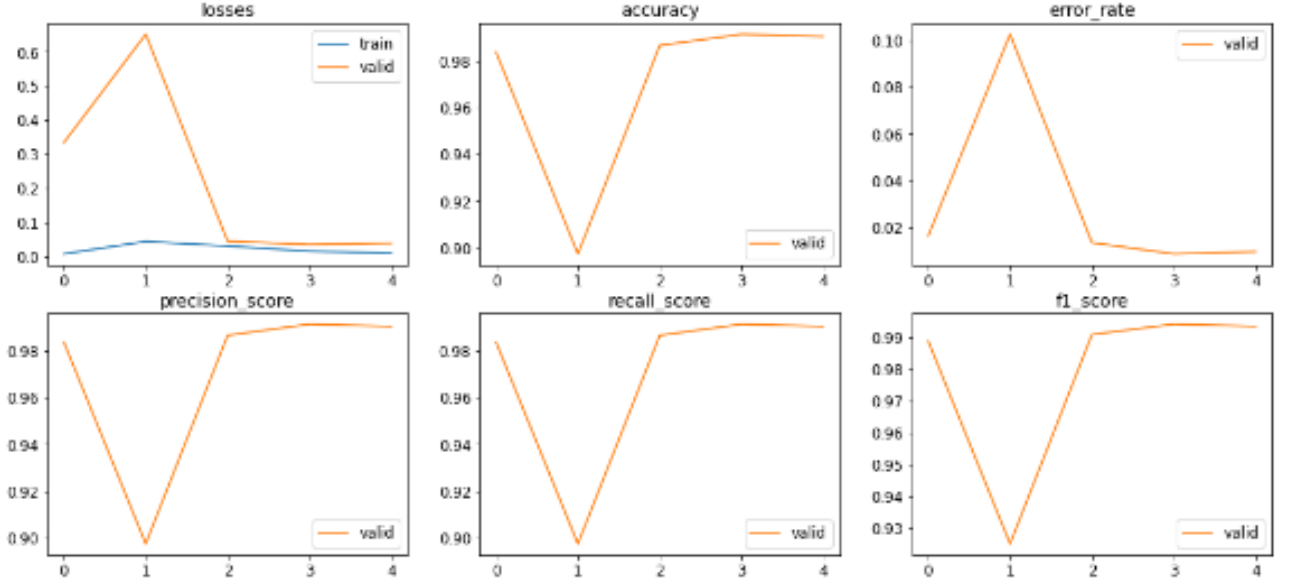 losses
accuracy
error_rate
train
valid
0.6
0.5
0.4
0.3
0.2
0.1
0.0
0 1 2 3 4
0.98
0.96
0.94
0.92
0.90
valid
0 1 2 3 4
valid
0.10
0.08
0.06
0.04
0.02
0 1 2 3 4
precision_score
recall_score
f1_score
0.98
0.96
0.94
0.92
0.90
valid
0 1 2 3 4
0.98
0.96
0.94
0.92
0.90
valid
0 1 2 3 4
0.99
0.98
0.97
0.96
0.95
0.94
0.93
valid
0 1 2 3 4